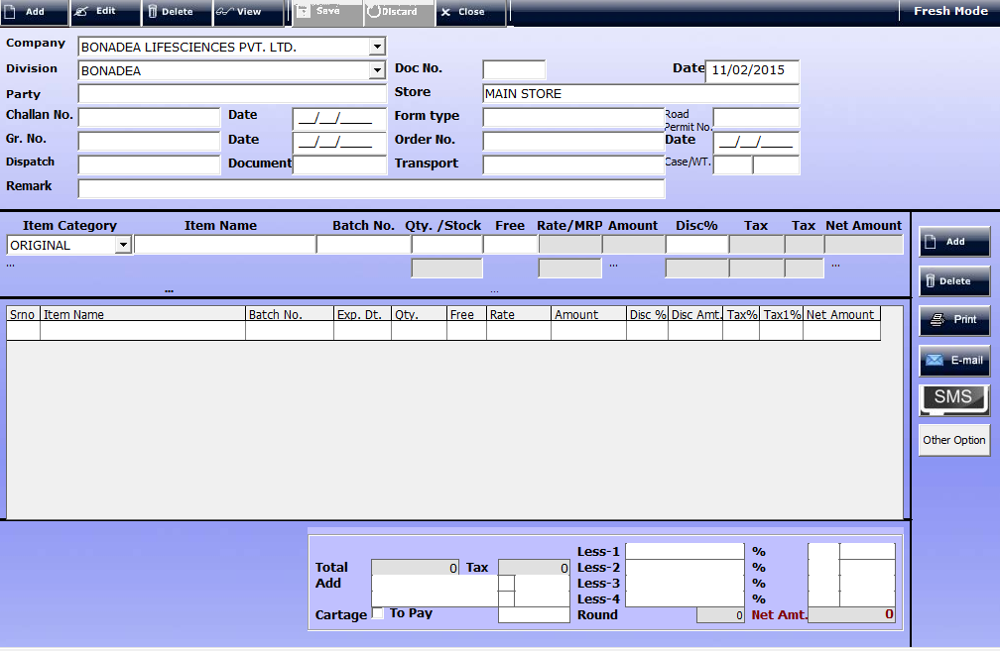 Add Edit Delete View Save Discard Close Fresh Mode
Company BONADEA LIFESCIENCES PVT. LTD.
Division BONADEA Doc No. Date 11/02/2015
Party Store MAIN STORE
Challan No. Date __/__/____ Form type Road Permit No.
Gr. No. Date __/__/____ Order No. Date __/__/____
Dispatch Document Transport Case/WT.
Remark
Item Category Item Name Batch No. Qty. /Stock Free Rate/MRP Amount Disc% Tax Tax Net Amount
ORIGINAL
... ... ...
... ...
Srno Item Name Batch No. Exp. Dt. Qty. Free Rate Amount Disc % Disc Amt. Tax% Tax1% Net Amount
Add
Delete
Print
E-mail
SMS
Other Option
Less-1 %
Total 0 Tax 0 Less-2 %
Add Less-3 %
Less-4 %
Cartage To Pay Round 0 Net Amt. 0